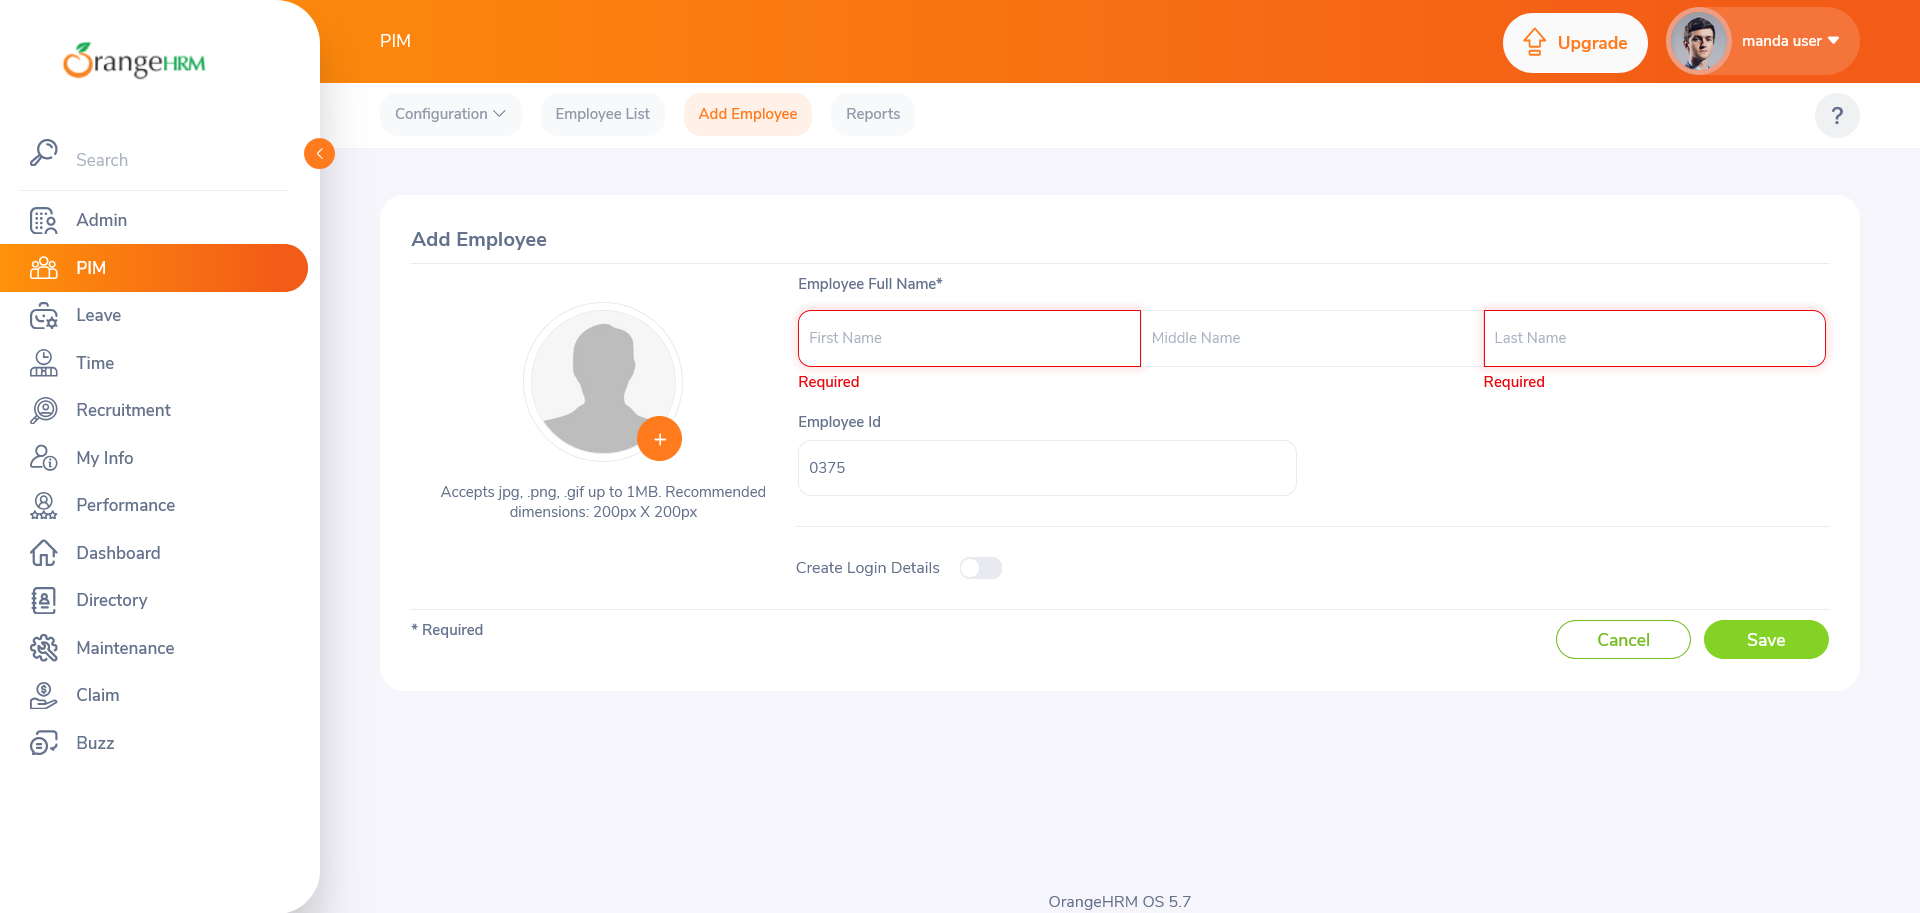 OrangeHRM
PIM
Upgrade
manda user
Configuration
Employee List
Add Employee
Reports
?
Search
Admin
PIM
Leave
Time
Recruitment
My Info
Performance
Dashboard
Directory
Maintenance
Claim
Buzz
Add Employee
Accepts jpg, .png, .gif up to 1MB. Recommended
dimensions: 200px X 200px
Employee Full Name*
First Name
Middle Name
Last Name
Required
Required
Employee Id
0375
Create Login Details
* Required
Cancel
Save
OrangeHRM OS 5.7